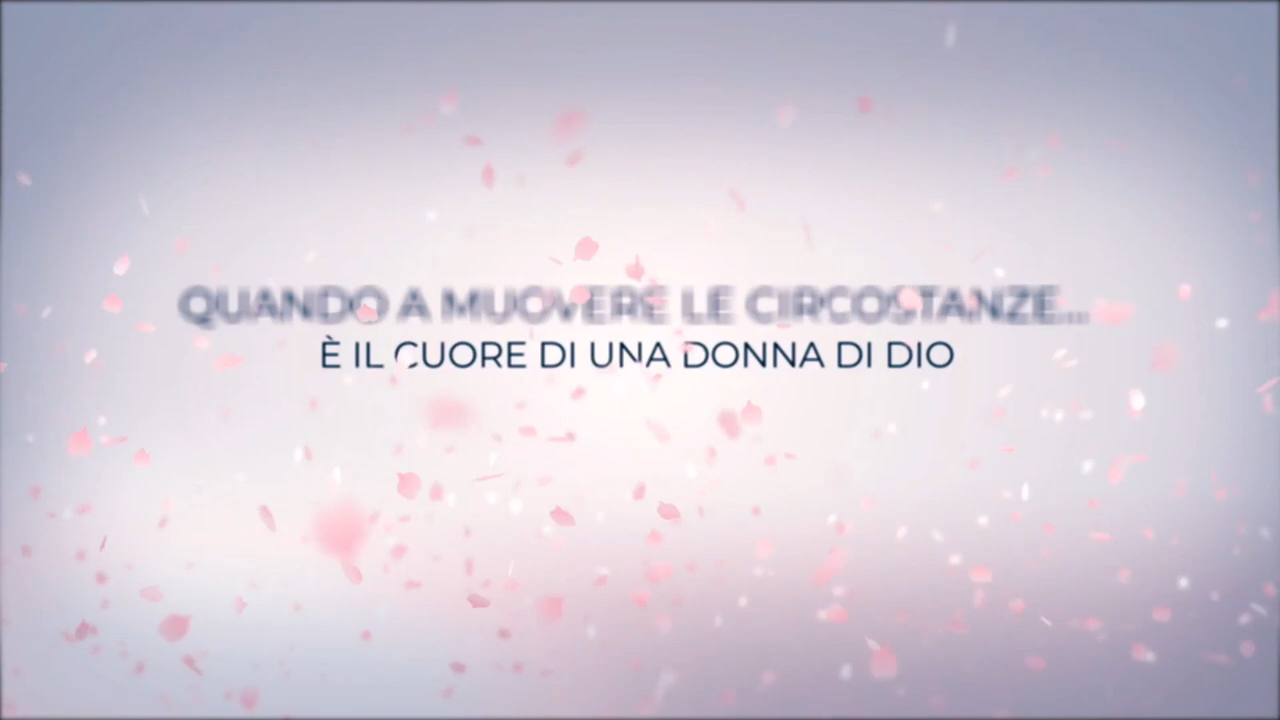 QUANDO A MUOVERE LE CIRCOSTANZE...
È IL CUORE DI UNA DONNA DI DIO